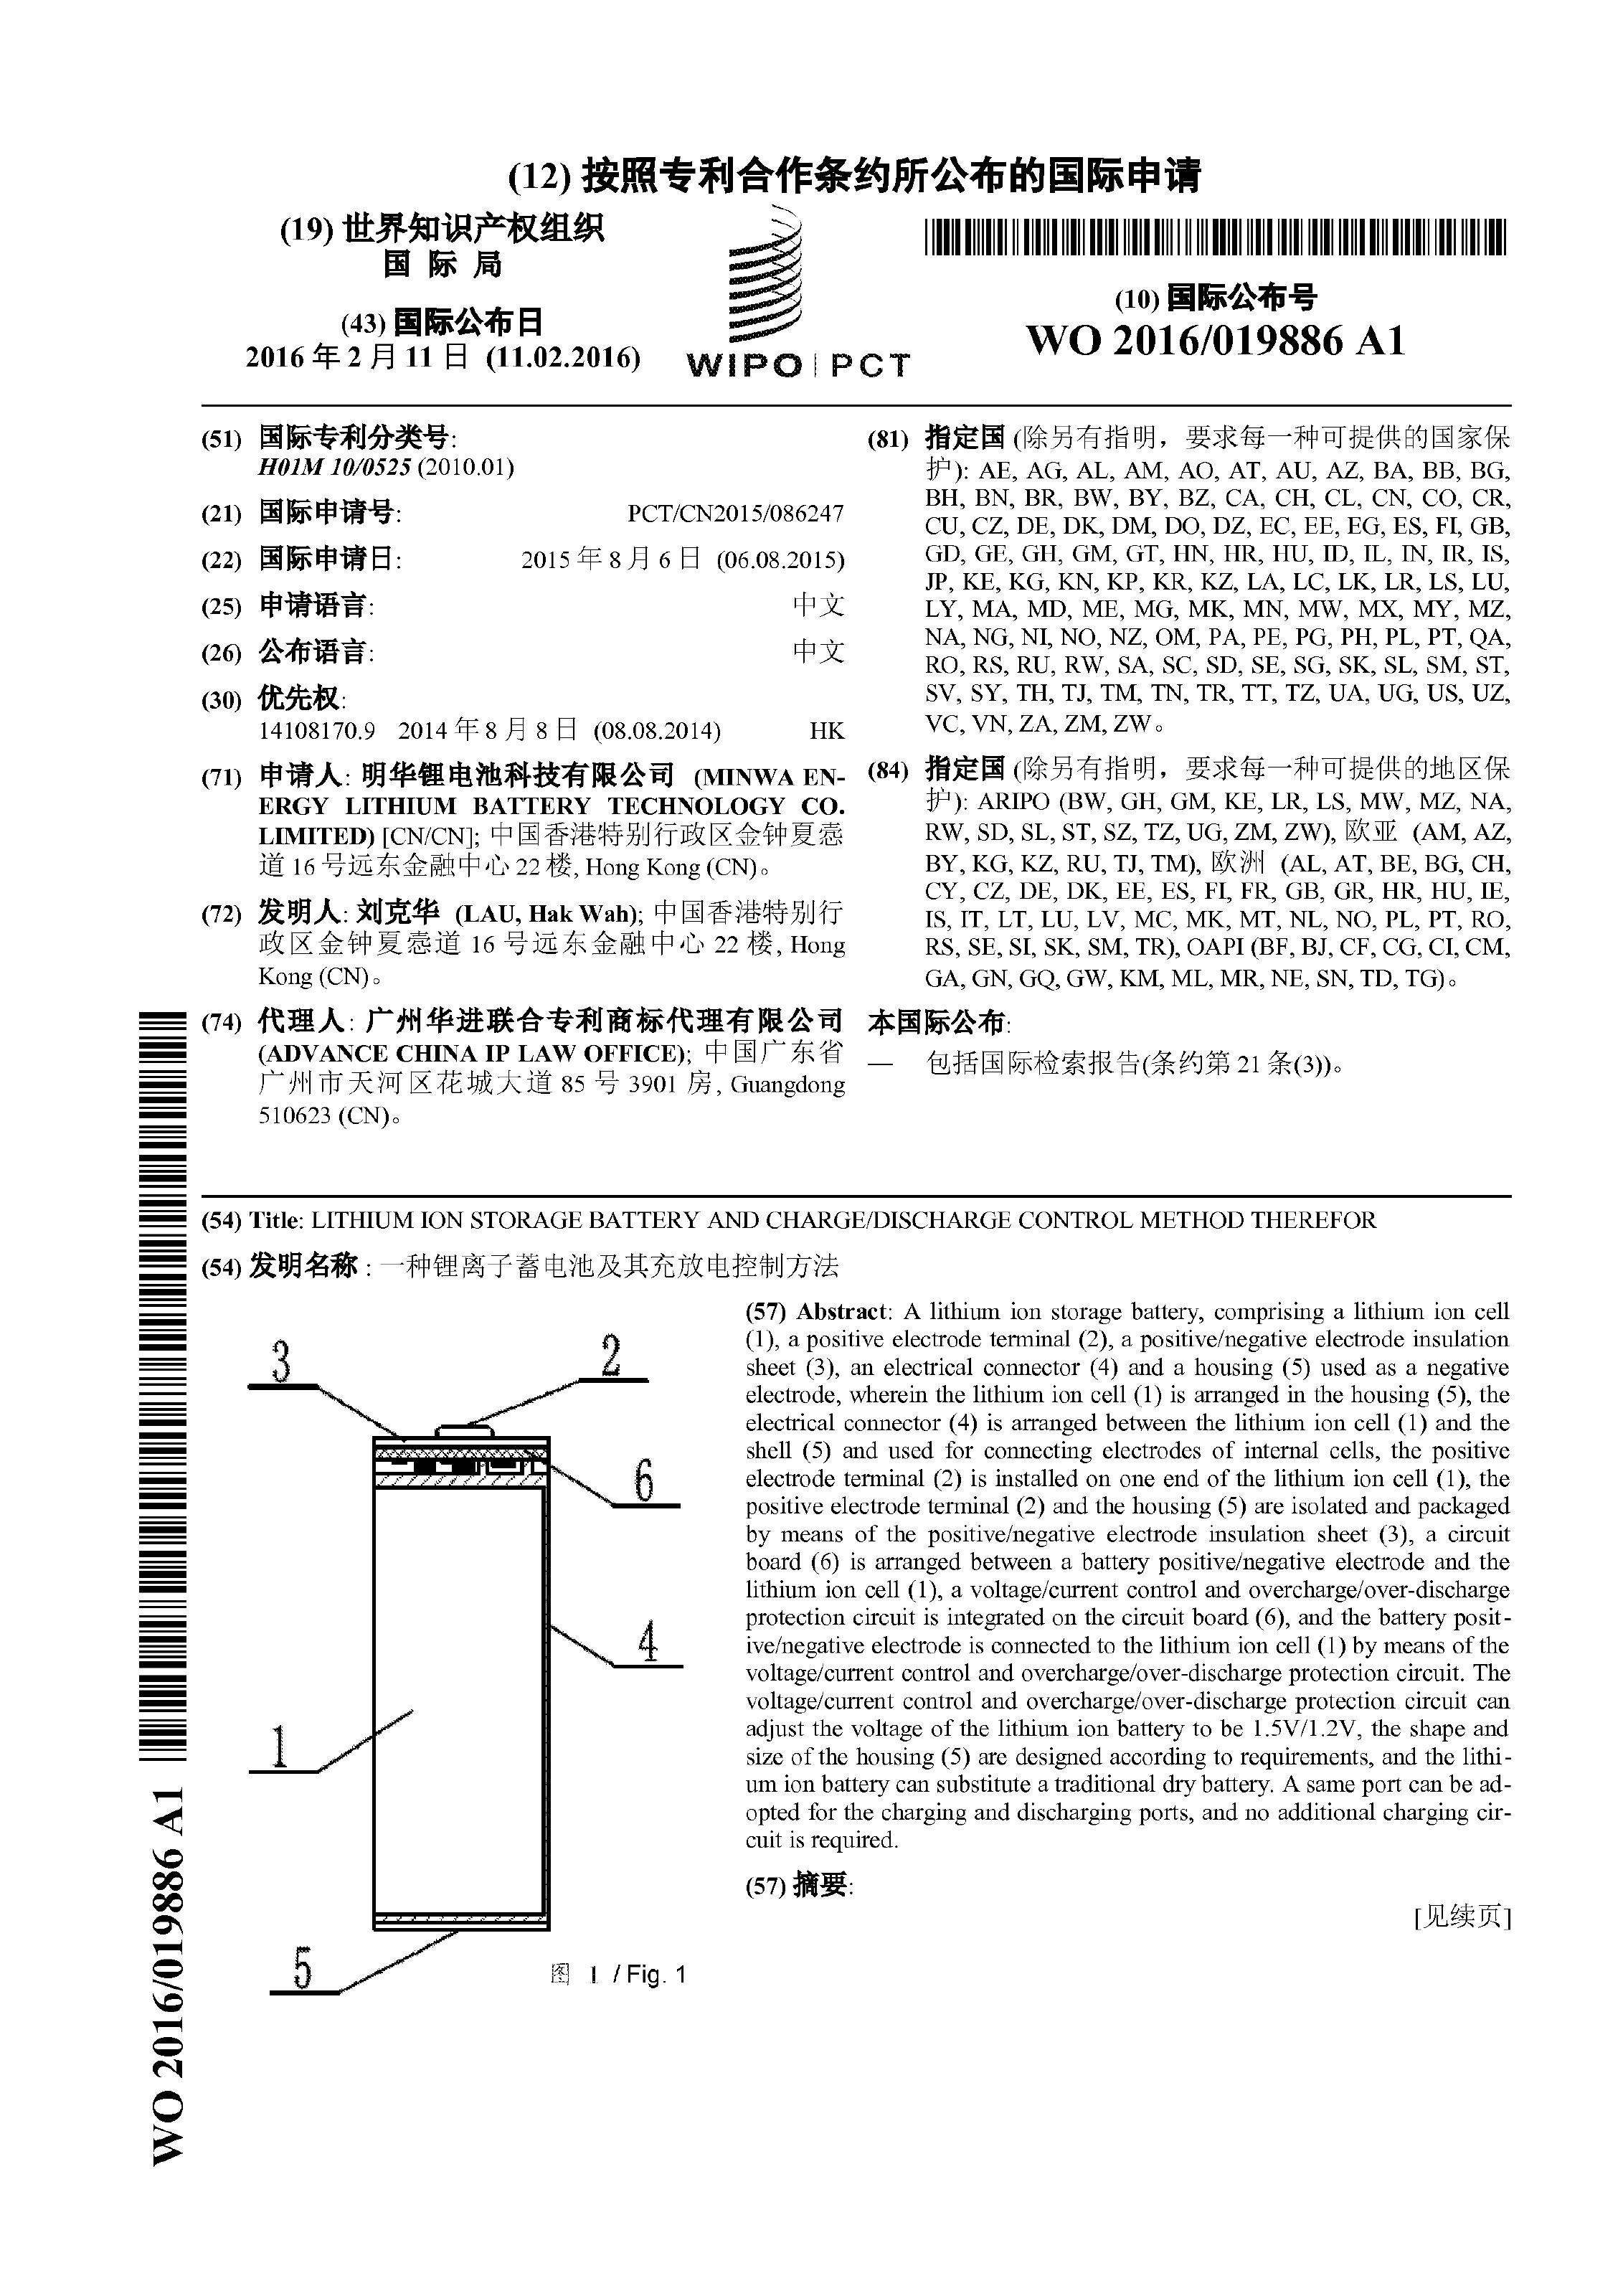 (12) 按照专利合作条约所公布的国际申请
(19) 世界知识产权组织
国 际 局
(43) 国际公布日
2016 年 2 月 11 日 (11.02.2016)
WIPO | PCT
(10) 国际公布号
WO 2016/019886 A1
(51) 国际专利分类号:
H01M 10/0525 (2010.01)
(21) 国际申请号: PCT/CN2015/086247
(22) 国际申请日: 2015 年 8 月 6 日 (06.08.2015)
(25) 申请语言: 中文
(26) 公布语言: 中文
(30) 优先权:
14108170.9 2014 年 8 月 8 日 (08.08.2014) HK
(71) 申请人: 明华锂电池科技有限公司 (MINWA EN-
ERGY LITHIUM BATTERY TECHNOLOGY CO.
LIMITED) [CN/CN]; 中国香港特别行政区金钟夏悫
道 16 号远东金融中心 22 楼, Hong Kong (CN)。
(72) 发明人: 刘克华 (LAU, Hak Wah); 中国香港特别行
政区金钟夏悫道 16 号远东金融中心 22 楼, Hong
Kong (CN)。
(74) 代理人: 广州华进联合专利商标代理有限公司
(ADVANCE CHINA IP LAW OFFICE); 中国广东省
广州市天河区花城大道 85 号 3901 房, Guangdong
510623 (CN)。
(81) 指定国 (除另有指明，要求每一种可提供的国家保
护): AE, AG, AL, AM, AO, AT, AU, AZ, BA, BB, BG,
BH, BN, BR, BW, BY, BZ, CA, CH, CL, CN, CO, CR,
CU, CZ, DE, DK, DM, DO, DZ, EC, EE, EG, ES, FI, GB,
GD, GE, GH, GM, GT, HN, HR, HU, ID, IL, IN, IR, IS,
JP, KE, KG, KN, KP, KR, KZ, LA, LC, LK, LR, LS, LU,
LY, MA, MD, ME, MG, MK, MN, MW, MX, MY, MZ,
NA, NG, NI, NO, NZ, OM, PA, PE, PG, PH, PL, PT, QA,
RO, RS, RU, RW, SA, SC, SD, SE, SG, SK, SL, SM, ST,
SV, SY, TH, TJ, TM, TN, TR, TT, TZ, UA, UG, US, UZ,
VC, VN, ZA, ZM, ZW。
(84) 指定国 (除另有指明，要求每一种可提供的地区保
护): ARIPO (BW, GH, GM, KE, LR, LS, MW, MZ, NA,
RW, SD, SL, ST, SZ, TZ, UG, ZM, ZW), 欧亚 (AM, AZ,
BY, KG, KZ, RU, TJ, TM), 欧洲 (AL, AT, BE, BG, CH,
CY, CZ, DE, DK, EE, ES, FI, FR, GB, GR, HR, HU, IE,
IS, IT, LT, LU, LV, MC, MK, MT, NL, NO, PL, PT, RO,
RS, SE, SI, SK, SM, TR), OAPI (BF, BJ, CF, CG, CI, CM,
GA, GN, GQ, GW, KM, ML, MR, NE, SN, TD, TG)。
本国际公布:
— 包括国际检索报告(条约第 21 条(3))。
(54) Title: LITHIUM ION STORAGE BATTERY AND CHARGE/DISCHARGE CONTROL METHOD THEREFOR
(54) 发明名称 : 一种锂离子蓄电池及其充放电控制方法
3
2
6
4
1
5
图 1 / Fig. 1
(57) Abstract: A lithium ion storage battery, comprising a lithium ion cell
(1), a positive electrode terminal (2), a positive/negative electrode insulation
sheet (3), an electrical connector (4) and a housing (5) used as a negative
electrode, wherein the lithium ion cell (1) is arranged in the housing (5), the
electrical connector (4) is arranged between the lithium ion cell (1) and the
shell (5) and used for connecting electrodes of internal cells, the positive
electrode terminal (2) is installed on one end of the lithium ion cell (1), the
positive electrode terminal (2) and the housing (5) are isolated and packaged
by means of the positive/negative electrode insulation sheet (3), a circuit
board (6) is arranged between a battery positive/negative electrode and the
lithium ion cell (1), a voltage/current control and overcharge/over-discharge
protection circuit is integrated on the circuit board (6), and the battery posit-
ive/negative electrode is connected to the lithium ion cell (1) by means of the
voltage/current control and overcharge/over-discharge protection circuit. The
voltage/current control and overcharge/over-discharge protection circuit can
adjust the voltage of the lithium ion battery to be 1.5V/1.2V, the shape and
size of the housing (5) are designed according to requirements, and the lithi-
um ion battery can substitute a traditional dry battery. A same port can be ad-
opted for the charging and discharging ports, and no additional charging cir-
cuit is required.
(57) 摘要:
[见续页]
WO 2016/019886 A1